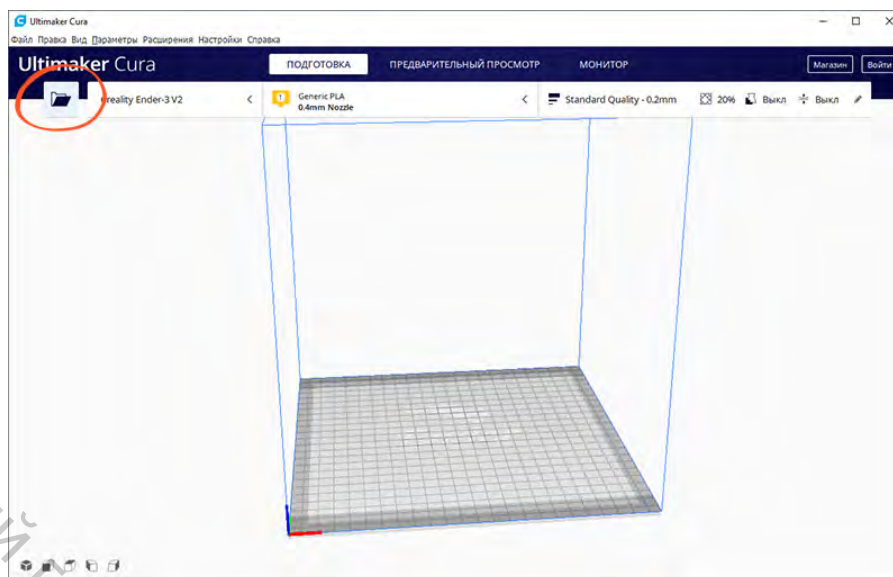 Ultimaker Cura
Файл Правка Вид Параметры Расширения Настройки Справка
Ultimaker Cura ПОДГОТОВКА ПРЕДВАРИТЕЛЬНЫЙ ПРОСМОТР МОНИТОР Магазин Войти
Creality Ender-3 V2 Generic PLA Standard Quality - 0.2mm 20% Выкл Выкл
0.4mm Nozzle